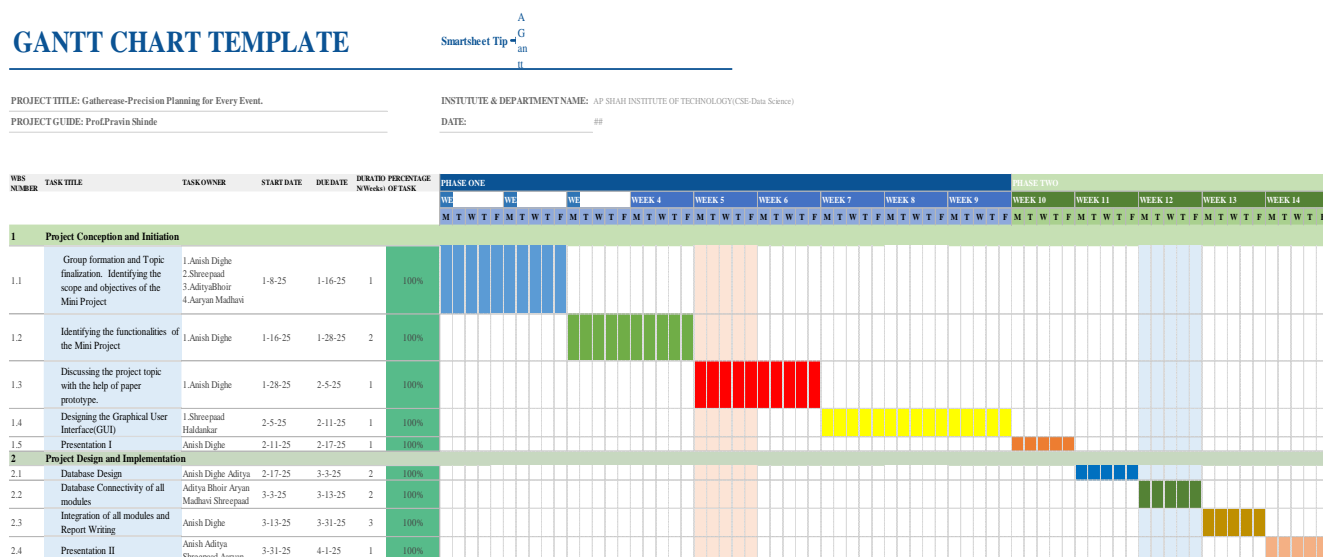 GANTT CHART TEMPLATE
Smartsheet Tip
A
G
an
tt
PROJECT TITLE: Gatherease-Precision Planning for Every Event.
INSTUTUTE & DEPARTMENT NAME: AP SHAH INSTITUTE OF TECHNOLOGY(CSE-Data Science)
PROJECT GUIDE: Prof.Pravin Shinde
DATE: ##
WBS NUMBER
TASK TITLE
TASK OWNER
START DATE
DUE DATE
DURATIO N(Weeks)
PERCENTAGE OF TASK
PHASE ONE
PHASE TWO
WE WE WE WEEK 4 WEEK 5 WEEK 6 WEEK 7 WEEK 8 WEEK 9 WEEK 10 WEEK 11 WEEK 12 WEEK 13 WEEK 14
M T W T F M T W T F M T W T F M T W T F M T W T F M T W T F M T W T F M T W T F M T W T F M T W T F M T W T F M T W T F M T W T F M T W T
1 Project Conception and Initiation
1.1
Group formation and Topic
finalization. Identifying the
scope and objectives of the
Mini Project
1.Anish Dighe
2.Shreepaad
3.AdityaBhoir
4.Aaryan Madhavi
1-8-25 1-16-25 1 100%
1.2
Identifying the functionalities of
the Mini Project
1.Anish Dighe
1-16-25 1-28-25 2 100%
1.3
Discussing the project topic
with the help of paper
prototype.
1.Anish Dighe
1-28-25 2-5-25 1 100%
1.4
Designing the Graphical User
Interface(GUI)
1.Shreepaad
Haldankar
2-5-25 2-11-25 1 100%
1.5 Presentation I Anish Dighe 2-11-25 2-17-25 1 100%
2 Project Design and Implementation
2.1 Database Design Anish Dighe Aditya 2-17-25 3-3-25 2 100%
2.2
Database Connectivity of all
modules
Aditya Bhoir Aryan
Madhavi Shreepaad
3-3-25 3-13-25 2 100%
2.3
Integration of all modules and
Report Writing
Anish Dighe
3-13-25 3-31-25 3 100%
2.4
Presentation II
Anish Aditya
Shreepaad Aaryan
3-31-25 4-1-25 1 100%